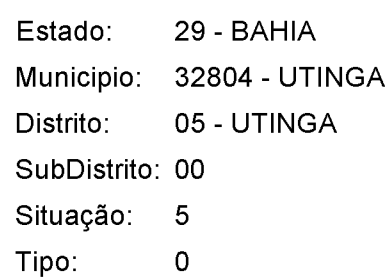 Estado: 29 - BAHIA
Municipio: 32804 - UTINGA
Distrito: 05 - UTINGA
SubDistrito: 00
Situação: 5
Tipo: 0